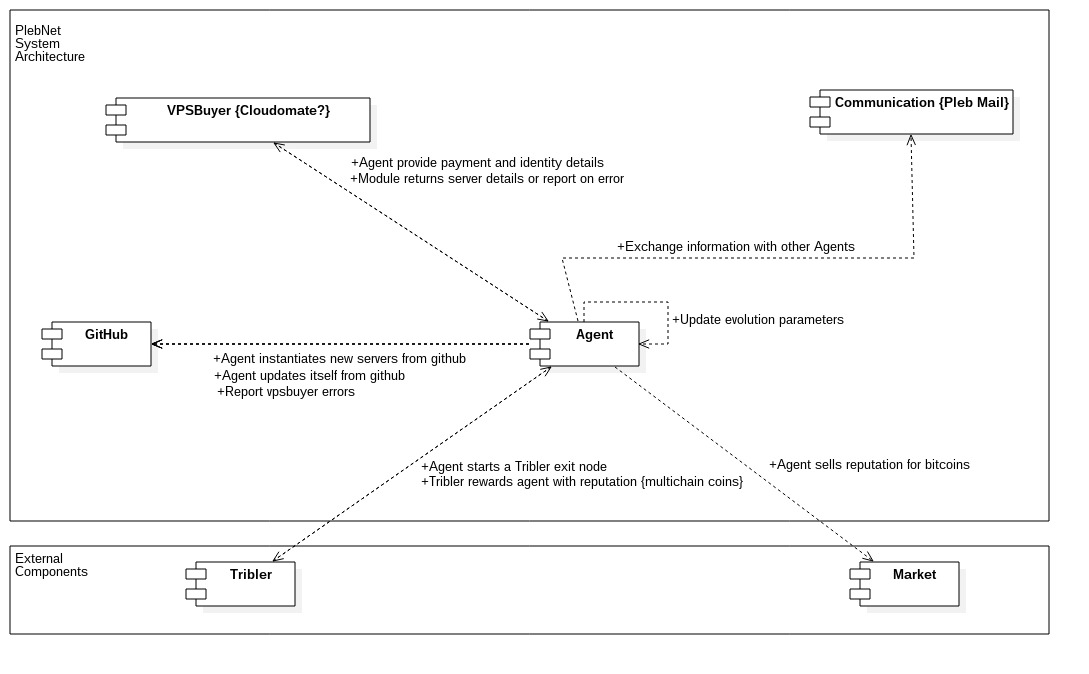 PlebNet
System
Architecture
VPSBuyer {Cloudomate?}
Communication {Pleb Mail}
+Agent provide payment and identity details
+Module returns server details or report on error
+Exchange information with other Agents
GitHub
Agent
+Update evolution parameters
+Agent instantiates new servers from github
+Agent updates itself from github
+Report vpsbuyer errors
+Agent starts a Tribler exit node
+Tribler rewards agent with reputation {multichain coins}
+Agent sells reputation for bitcoins
External
Components
Tribler
Market